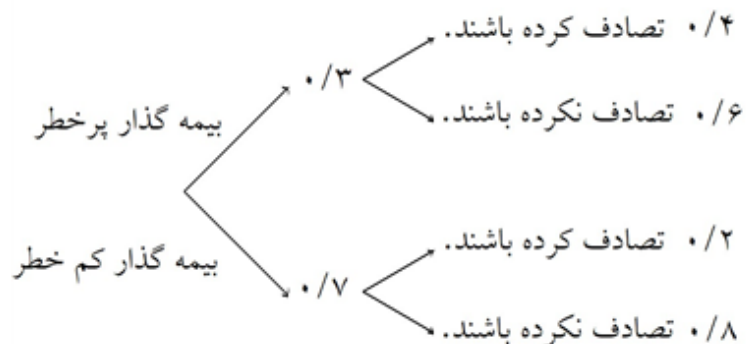 ۰/۴ تصادف کرده باشند.
۰/۳
۰/۶ تصادف نکرده باشند.
بیمه گذار پرخطر
بیمه گذار کم خطر
۰/۲ تصادف کرده باشند.
۰/۷
۰/۸ تصادف نکرده باشند.